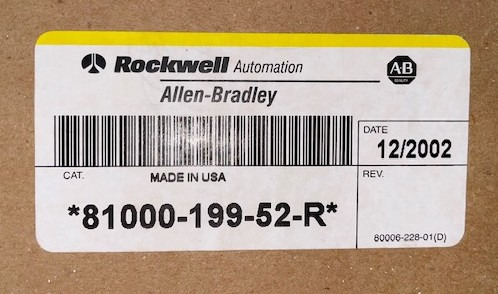 Rockwell Automation
Allen-Bradley
AB
QUALITY
DATE
12/2002
CAT.
MADE IN USA
REV.
*81000-199-52-R*
80006-228-01(D)